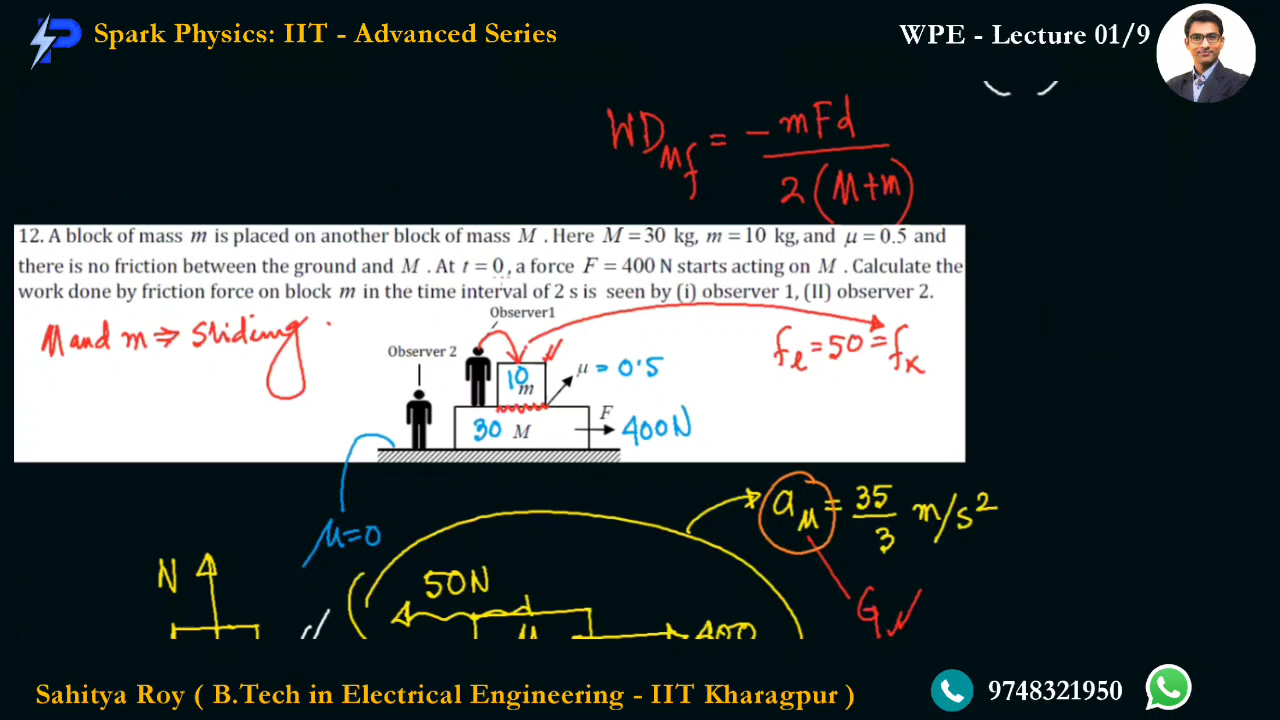 Spark Physics: IIT - Advanced Series
WPE - Lecture 01/9
WD_Mf = - mFd / 2(M+m)
12. A block of mass m is placed on another block of mass M . Here M = 30 kg, m = 10 kg, and μ = 0.5 and
there is no friction between the ground and M . At t = 0, a force F = 400 N starts acting on M . Calculate the
work done by friction force on block m in the time interval of 2 s is seen by (i) observer 1, (II) observer 2.
M and m ⇒ sliding
Observer1
Observer 2
f_l = 50 = f_k
10
m
μ = 0.5
30 M
F
400N
μ=0
a_M = 35/3 m/s²
G
N
50N
M
400
Sahitya Roy ( B.Tech in Electrical Engineering - IIT Kharagpur )
9748321950